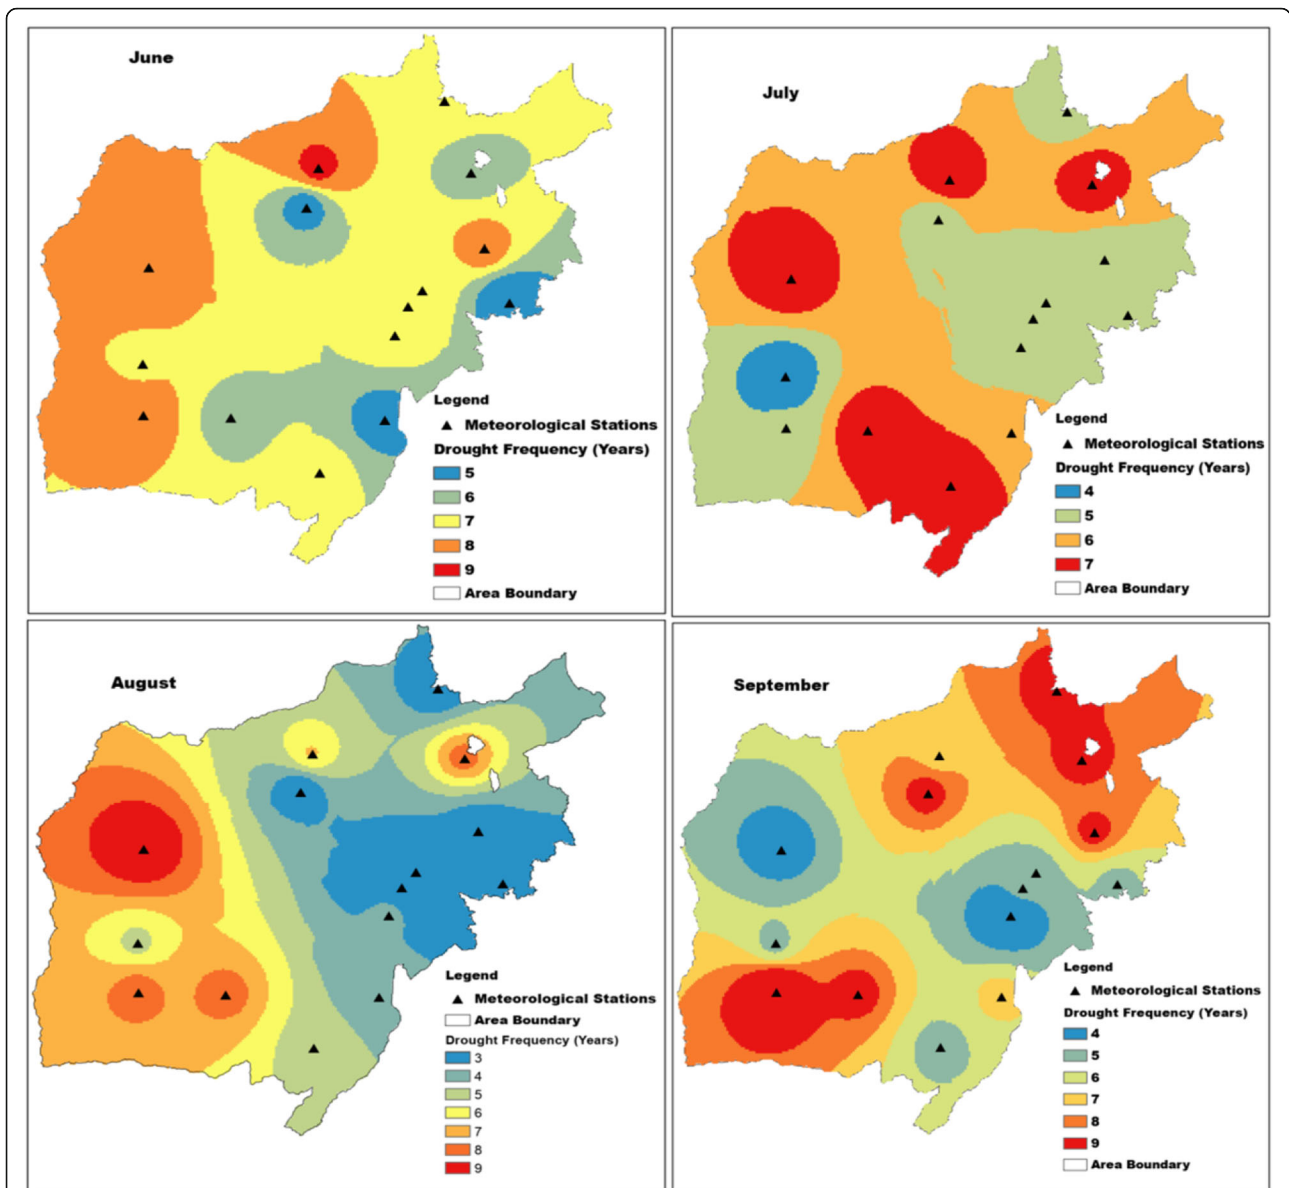 June
Legend
Meteorological Stations
Drought Frequency (Years)
5
6
7
8
9
Area Boundary
July
Legend
Meteorological Stations
Drought Frequency (Years)
4
5
6
7
Area Boundary
August
Legend
Meteorological Stations
Area Boundary
Drought Frequency (Years)
3
4
5
6
7
8
9
September
Legend
Meteorological Stations
Drought Frequency (Years)
4
5
6
7
8
9
Area Boundary